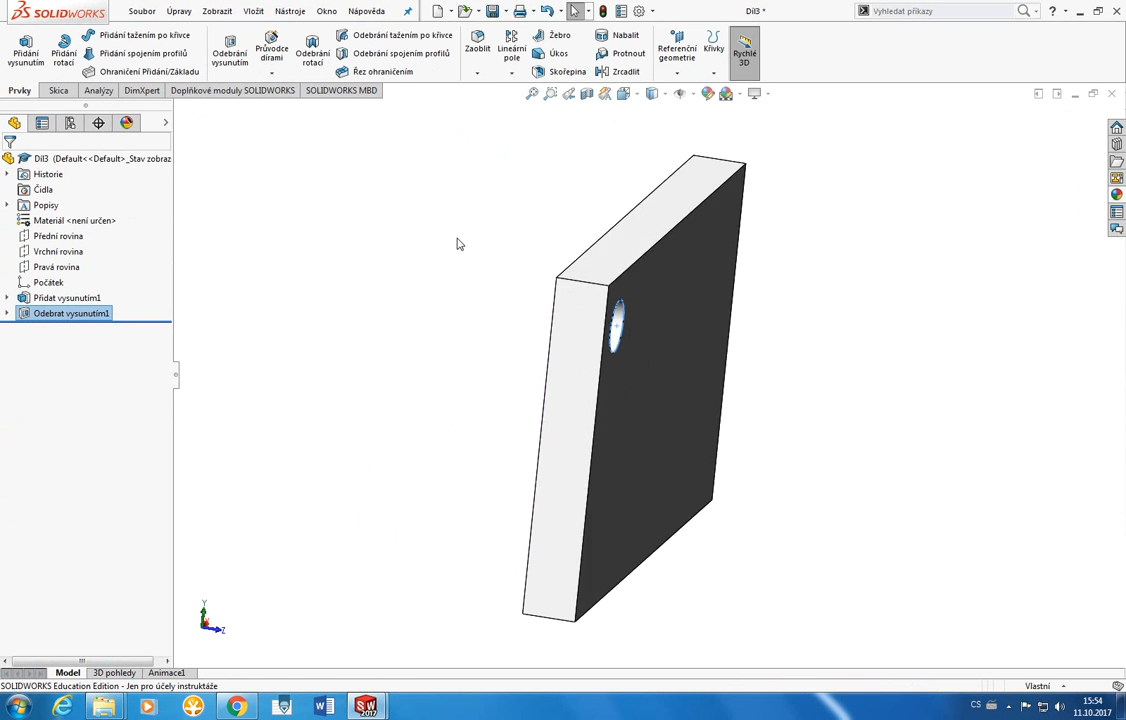 SOLIDWORKS Soubor Úpravy Zobrazit Vložit Nástroje Okno Nápověda Díl3 * Vyhledat příkazy
Přidání vysunutím
Přidání rotací
Přidání tažením po křivce
Přidání spojením profilů
Ohraničení Přidání/Základu
Odebrání vysunutím
Průvodce dírami
Odebrání rotací
Odebrání tažením po křivce
Odebrání spojením profilů
Řez ohraničením
Zaoblit
Lineární pole
Žebro
Úkos
Skořepina
Nabalit
Protnout
Zrcadlit
Referenční geometrie
Křivky
Rychlé 3D
Prvky Skica Analýzy DimXpert Doplňkové moduly SOLIDWORKS SOLIDWORKS MBD
Díl3 (Default<<Default>_Stav zobraz
Historie
Čidla
Popisy
Materiál <není určen>
Přední rovina
Vrchní rovina
Pravá rovina
Počátek
Přidat vysunutím1
Odebrat vysunutím1
Y
Z
Model 3D pohledy Animace1
SOLIDWORKS Education Edition - Jen pro účely instruktáže Vlastní
SW
2017
CS
15:54
11.10.2017